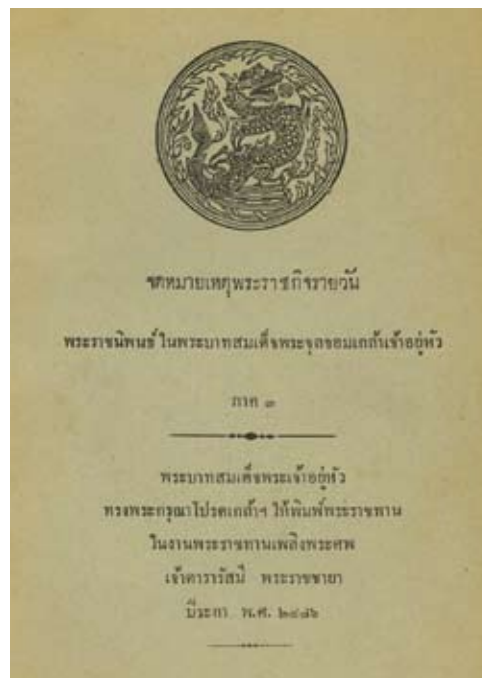 จดหมายเหตุพระราชกิจรายวัน
พระราชนิพนธ์ ในพระบาทสมเด็จพระจุลจอมเกล้าเจ้าอยู่หัว
ภาค ๓
พระบาทสมเด็จพระเจ้าอยู่หัว
ทรงพระกรุณาโปรดเกล้าฯ ให้พิมพ์พระราชทาน
ในงานพระราชทานเพลิงพระศพ
เจ้าดารารัศมี พระราชชายา
ปีระกา พ.ศ. ๒๔๗๖